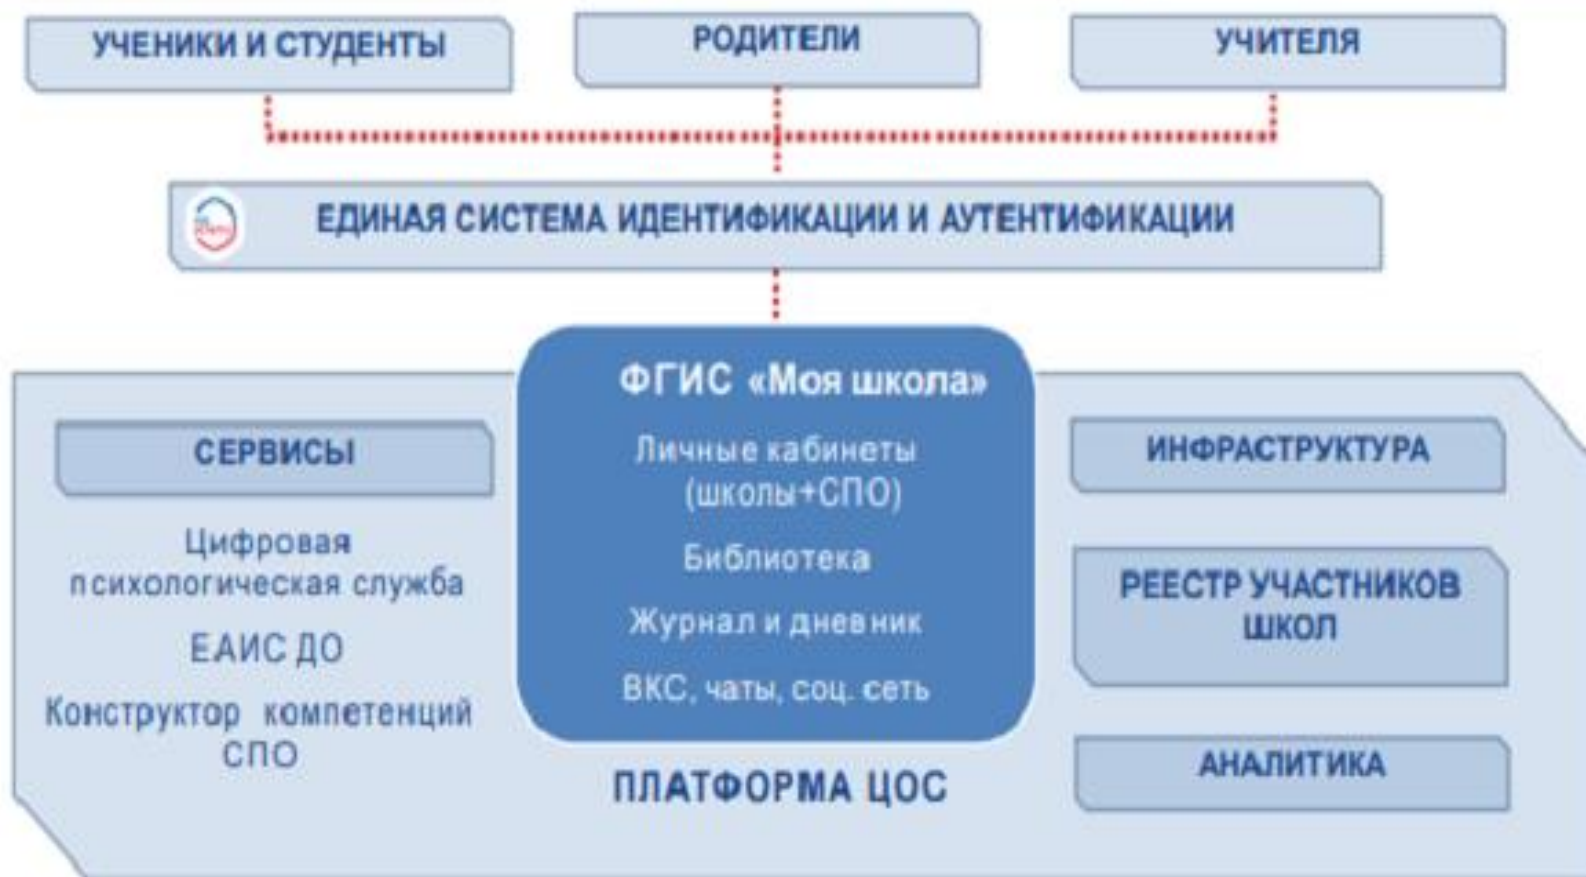 УЧЕНИКИ И СТУДЕНТЫ
РОДИТЕЛИ
УЧИТЕЛЯ
ЕДИНАЯ СИСТЕМА ИДЕНТИФИКАЦИИ И АУТЕНТИФИКАЦИИ
ФГИС «Моя школа»
Личные кабинеты
(школы+СПО)
Библиотека
Журнал и дневник
ВКС, чаты, соц. сеть
СЕРВИСЫ
Цифровая
психологическая служба
ЕАИС ДО
Конструктор компетенций
СПО
ИНФРАСТРУКТУРА
РЕЕСТР УЧАСТНИКОВ
ШКОЛ
АНАЛИТИКА
ПЛАТФОРМА ЦОС